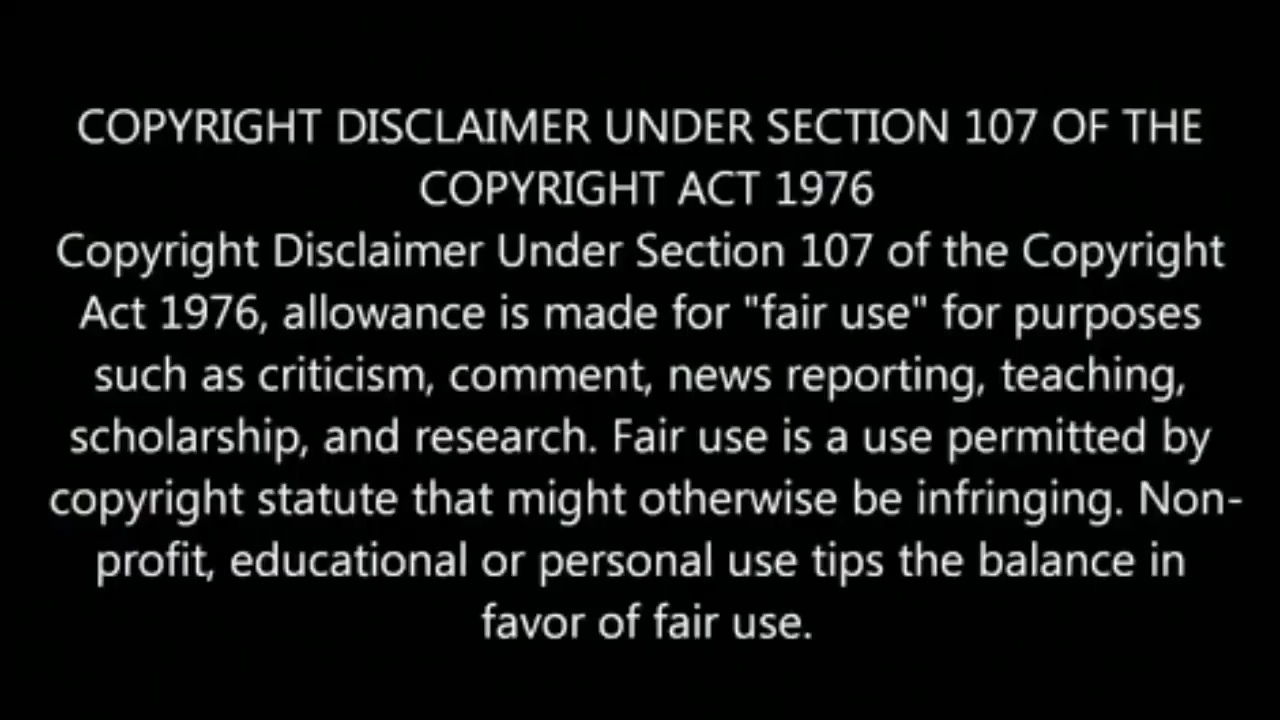 COPYRIGHT DISCLAIMER UNDER SECTION 107 OF THE
COPYRIGHT ACT 1976
Copyright Disclaimer Under Section 107 of the Copyright
Act 1976, allowance is made for "fair use" for purposes
such as criticism, comment, news reporting, teaching,
scholarship, and research. Fair use is a use permitted by
copyright statute that might otherwise be infringing. Non-
profit, educational or personal use tips the balance in
favor of fair use.